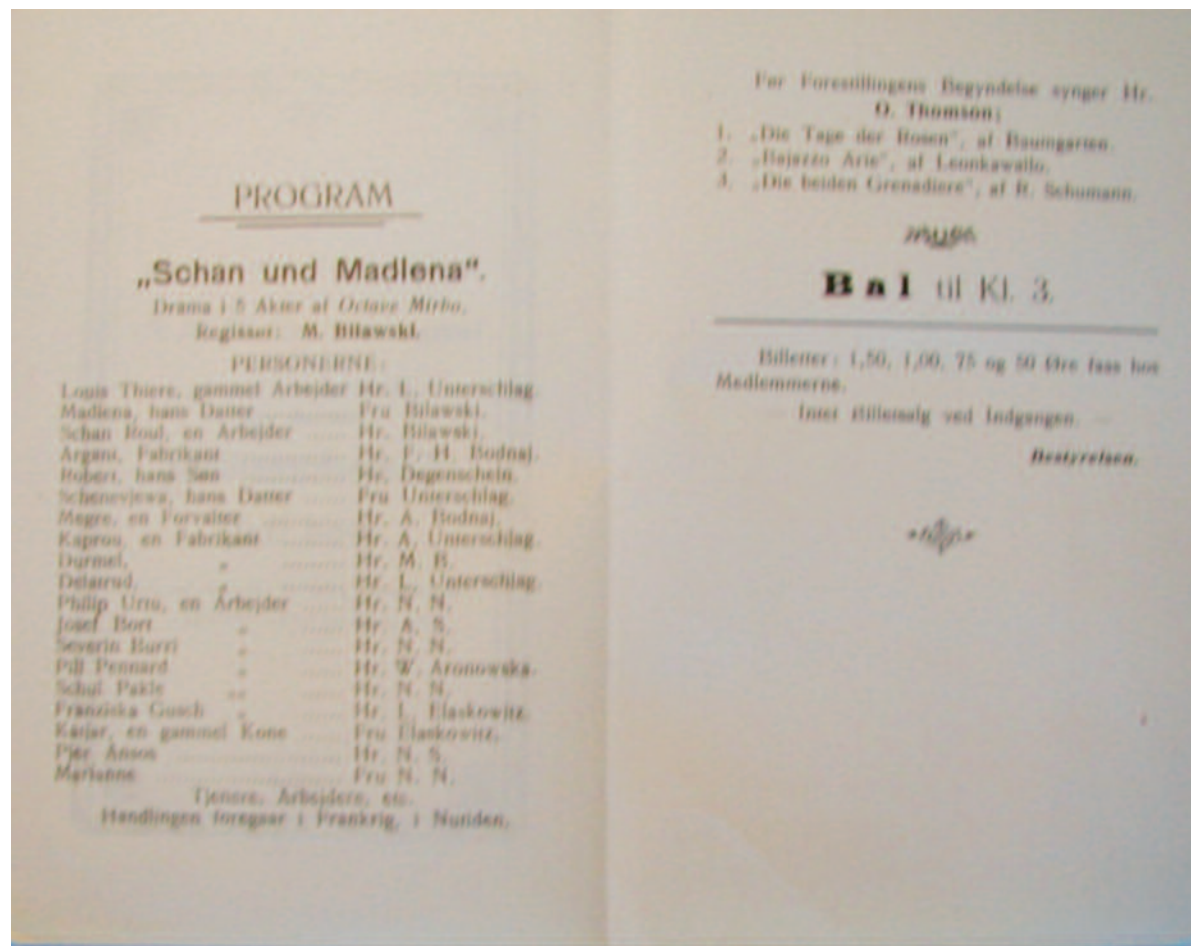 PROGRAM
„Schan und Madlena“.
Drama i 5 Akter af Octave Mirbo.
Regissør: M. Bilawski.
PERSONERNE:
Louis Thiere, gammel Arbejder Hr. L. Unterschlag.
Madlena, hans Datter ........ Fru Bilawski.
Schan Roul, en Arbejder ...... Hr. Bilawski.
Argant, Fabrikant ........ Hr. F. H. Bodnaj.
Robert, hans Søn ........ Hr. Degenschein.
Schenevjewa, hans Datter ...... Fru Unterschlag.
Megre, en Forvalter ........ Hr. A. Bodnaj.
Kaprou, en Fabrikant ........ Hr. A. Unterschlag.
Durmel, „ ........ Hr. M. B.
Delatrud, „ ........ Hr. L. Unterschlag.
Philip Urtu, en Arbejder ...... Hr. N. N.
Josef Bort „ ...... Hr. A. S.
Severin Burri „ ...... Hr. N. N.
Pill Pennard „ ...... Hr. W. Aronowska.
Schul Pakle „ ...... Hr. N. N.
Franziska Gusch „ ...... Hr. L. Elaskowitz.
Karjar, en gammel Kone ...... Fru Elaskowitz.
Pjer Ansos ........ Hr. N. S.
Marianne ........ Fru N. N.
Tjenere, Arbejdere, etc.
Handlingen foregaar i Frankrig, i Nutiden.
Før Forestillingens Begyndelse synger Hr.
O. Thomson:
1. „Die Tage der Rosen“, af Baumgarten.
2. „Bajazzo Arie“, af Leonkawallo.
3. „Die beiden Grenadiere“, af R. Schumann.
Bal til Kl. 3.
Billetter: 1,50, 1,00, 75 og 50 Øre faas hos
Medlemmerne.
— Intet Billetsalg ved Indgangen. —
Bestyrelsen.